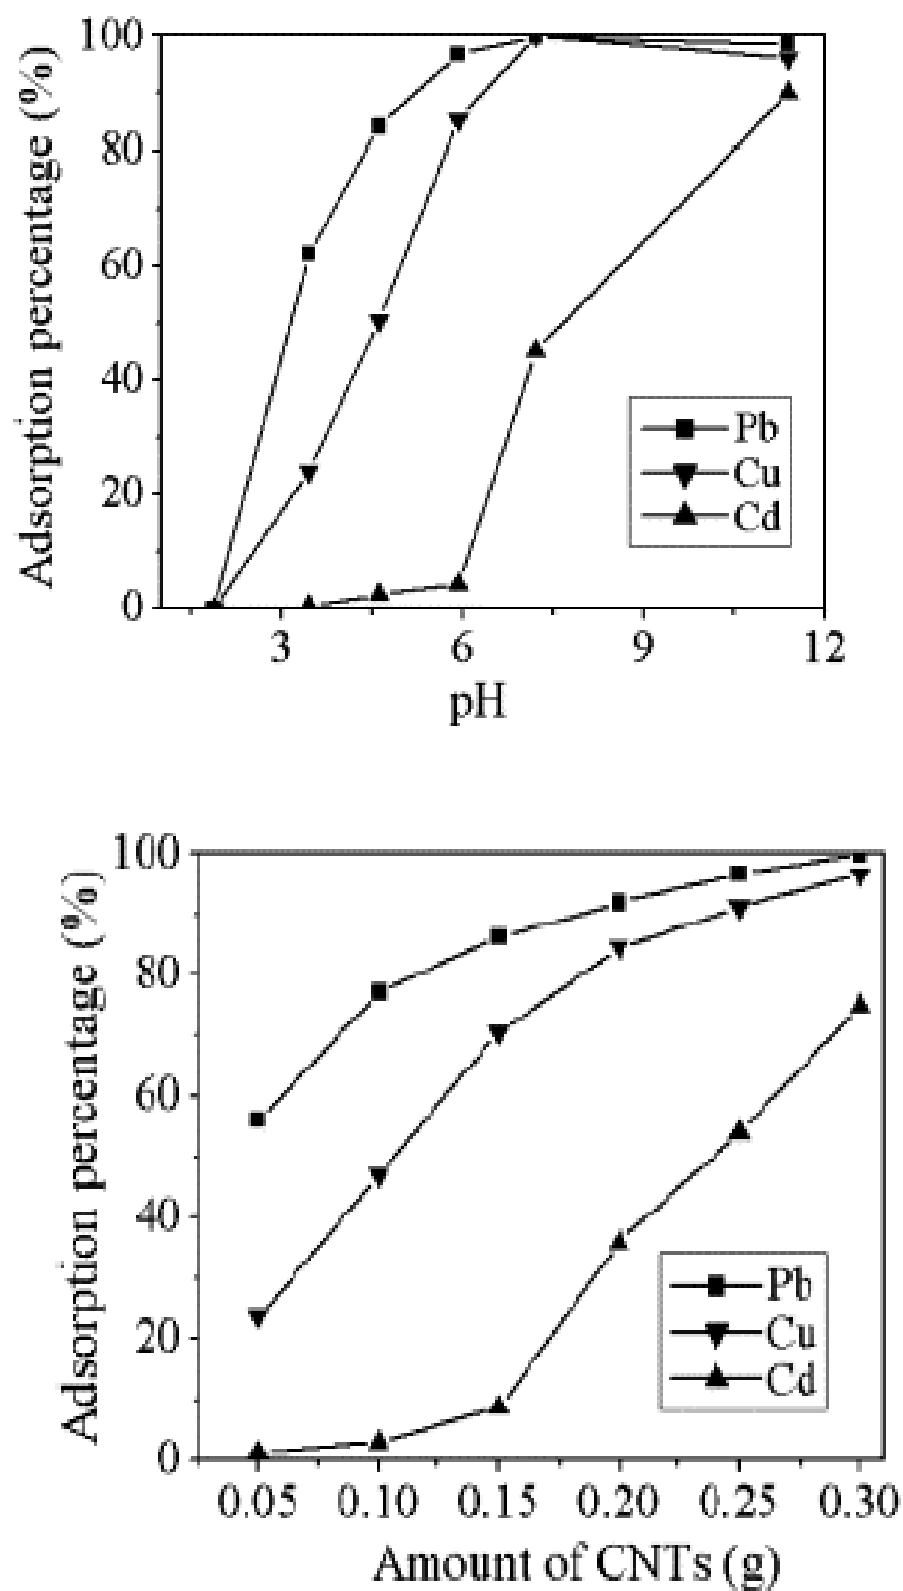 Adsorption percentage (%)
100
80
60
40
20
0
3 6 9 12
pH
Pb
Cu
Cd
Adsorption percentage (%)
100
80
60
40
20
0
0.05 0.10 0.15 0.20 0.25 0.30
Amount of CNTs (g)
Pb
Cu
Cd